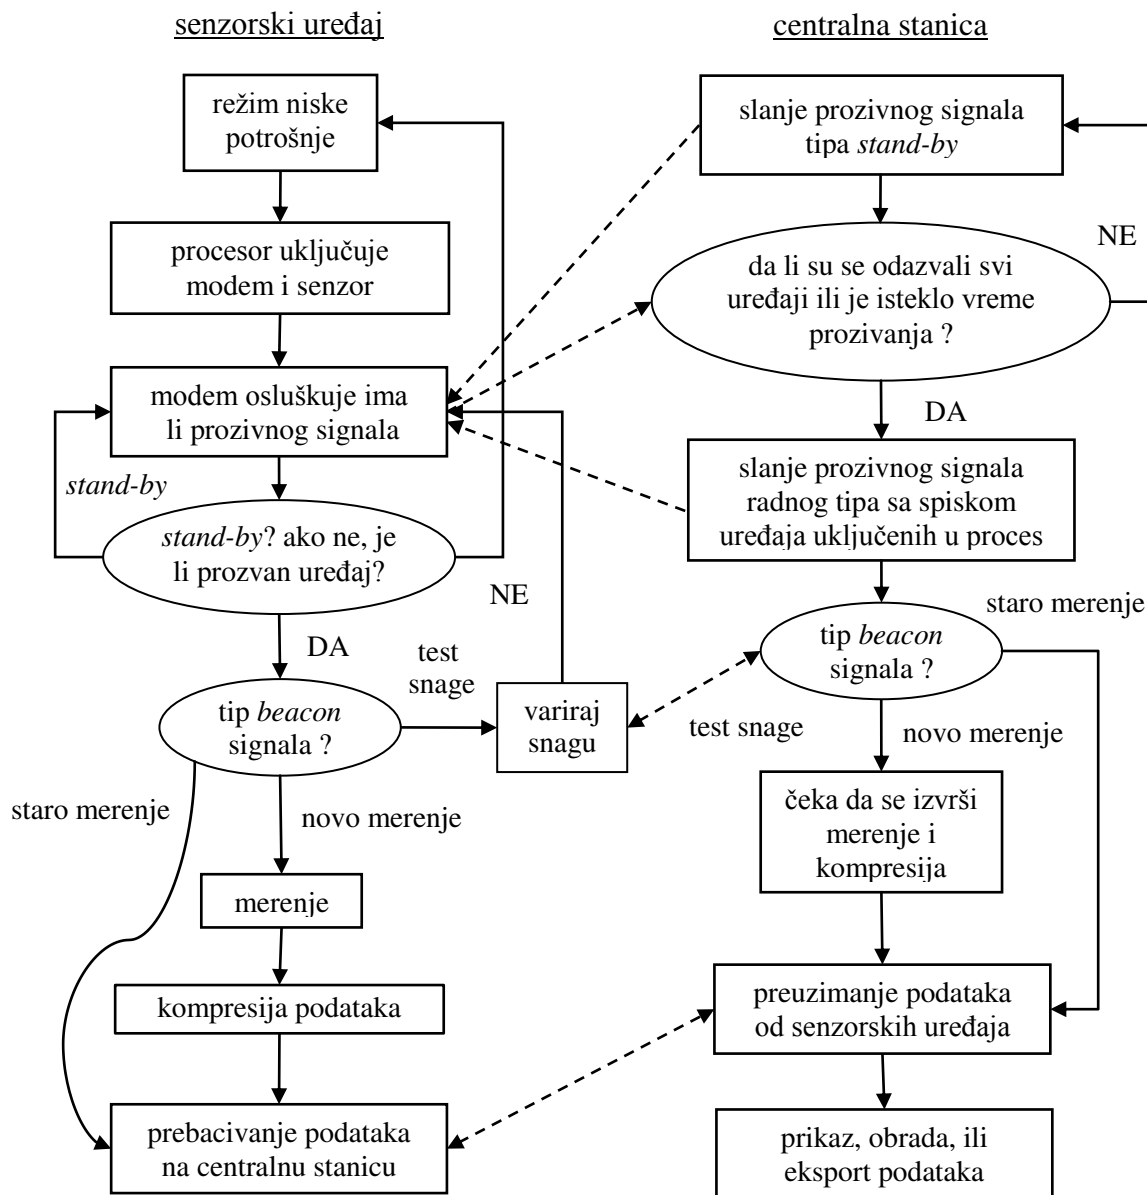 senzorski uređaj
režim niske
potrošnje
procesor uključuje
modem i senzor
modem osluškuje ima
li prozivnog signala
stand-by
stand-by? ako ne, je
li prozvan uređaj?
NE
DA
tip beacon
signala ?
test
snage
variraj
snagu
staro merenje
novo merenje
merenje
kompresija podataka
prebacivanje podataka
na centralnu stanicu
centralna stanica
slanje prozivnog signala
tipa stand-by
NE
da li su se odazvali svi
uređaji ili je isteklo vreme
prozivanja ?
DA
slanje prozivnog signala
radnog tipa sa spiskom
uređaja uključenih u proces
staro merenje
tip beacon
signala ?
test snage
novo merenje
čeka da se izvrši
merenje i
kompresija
preuzimanje podataka
od senzorskih uređaja
prikaz, obrada, ili
eksport podataka